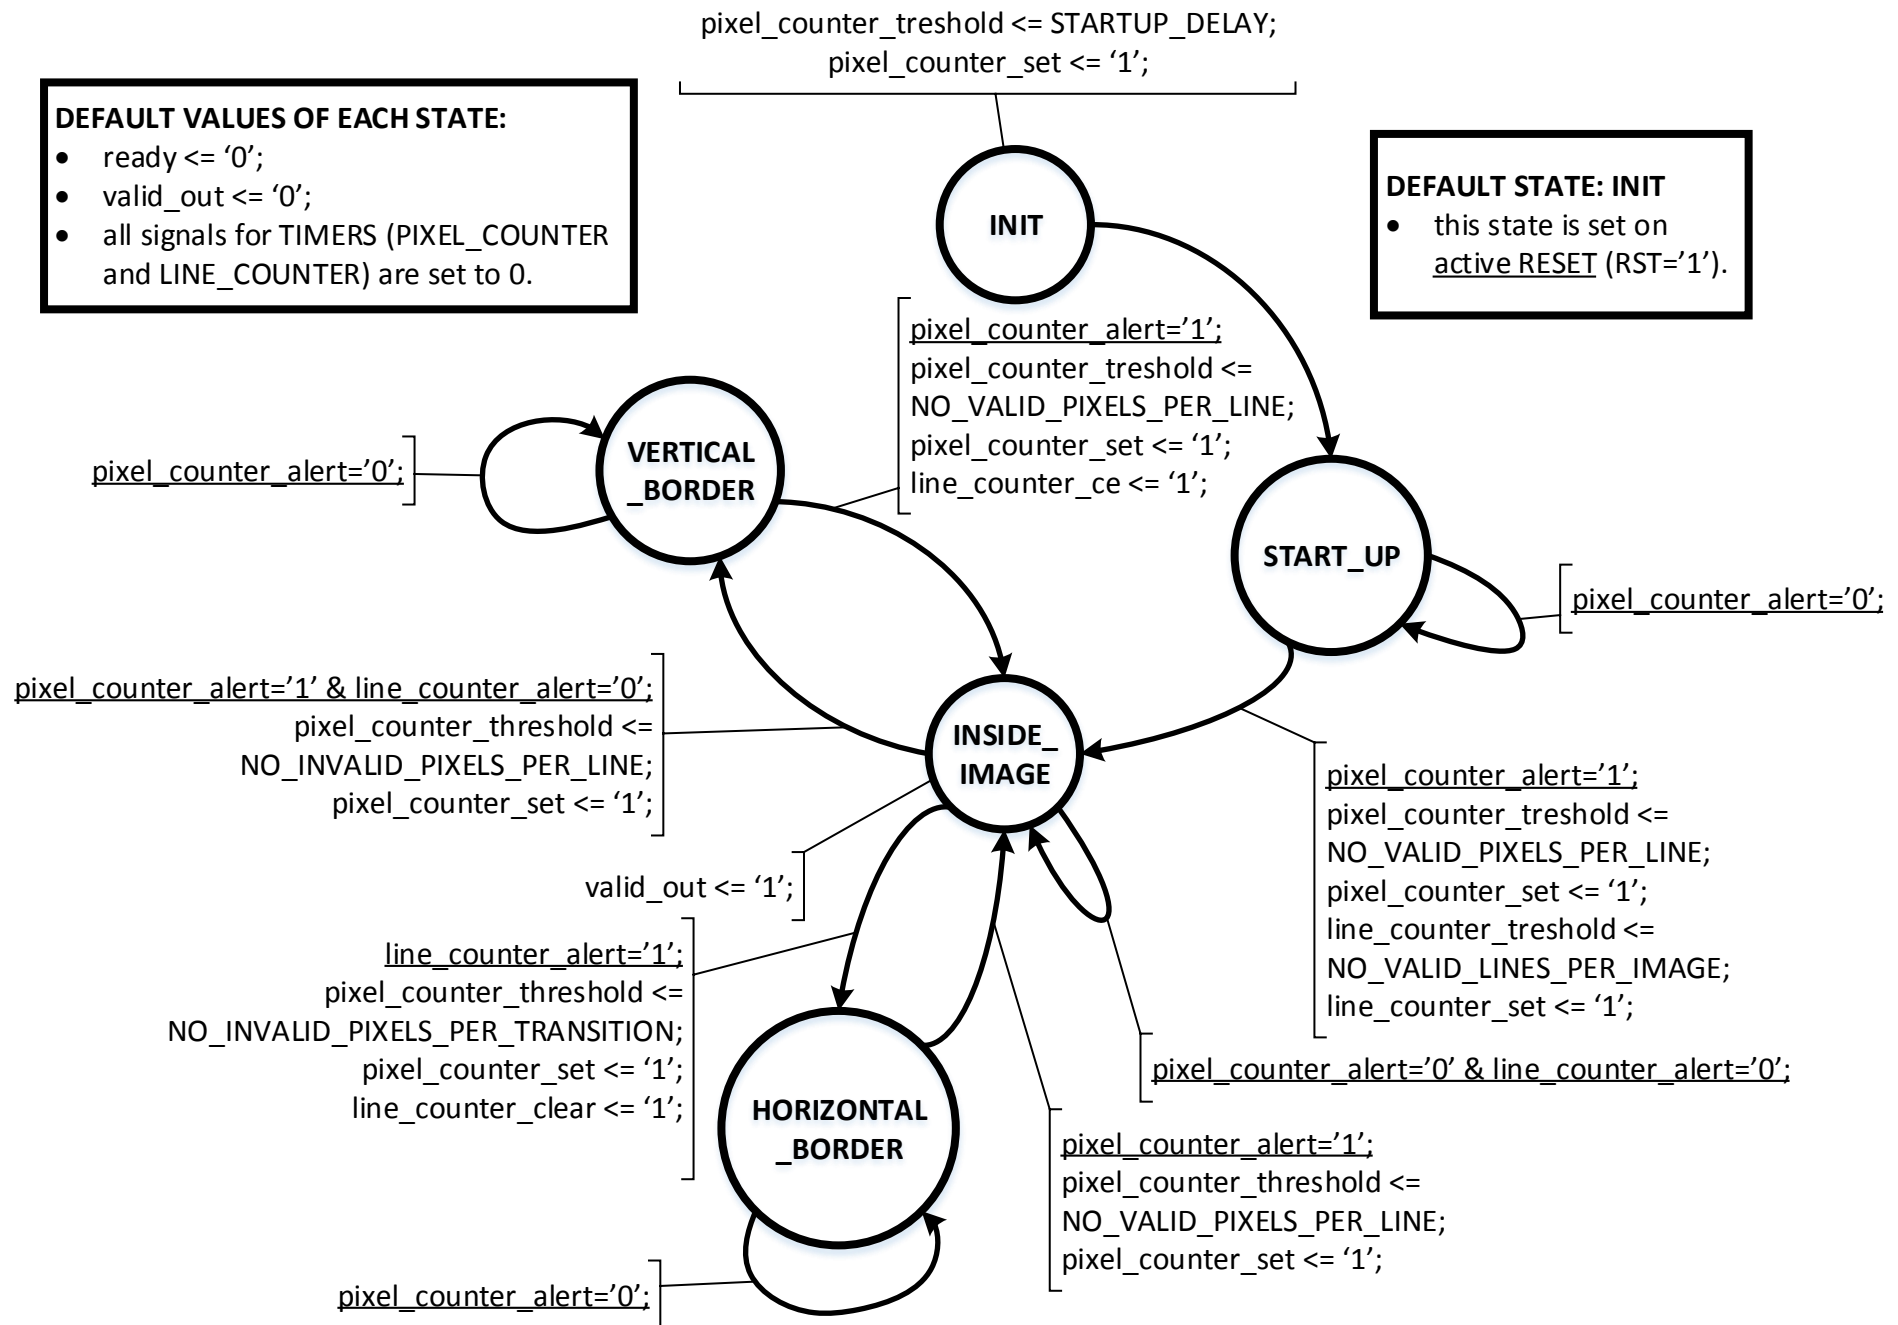 pixel_counter_treshold <= STARTUP_DELAY;
pixel_counter_set <= ‘1’;
DEFAULT VALUES OF EACH STATE:
• ready <= ‘0’;
• valid_out <= ‘0’;
• all signals for TIMERS (PIXEL_COUNTER
and LINE_COUNTER) are set to 0.
DEFAULT STATE: INIT
• this state is set on
active RESET (RST=’1’).
INIT
pixel_counter_alert=’1’;
pixel_counter_treshold <=
NO_VALID_PIXELS_PER_LINE;
pixel_counter_set <= ‘1’;
line_counter_ce <= ‘1’;
VERTICAL
_BORDER
pixel_counter_alert=’0’;
START_UP
pixel_counter_alert=’0’;
pixel_counter_alert=’1’ & line_counter_alert=’0’;
pixel_counter_threshold <=
NO_INVALID_PIXELS_PER_LINE;
pixel_counter_set <= ‘1’;
INSIDE_
IMAGE
pixel_counter_alert=’1’;
pixel_counter_treshold <=
NO_VALID_PIXELS_PER_LINE;
pixel_counter_set <= ‘1’;
line_counter_treshold <=
NO_VALID_LINES_PER_IMAGE;
line_counter_set <= ‘1’;
valid_out <= ‘1’;
line_counter_alert=’1’;
pixel_counter_threshold <=
NO_INVALID_PIXELS_PER_TRANSITION;
pixel_counter_set <= ‘1’;
line_counter_clear <= ‘1’;
pixel_counter_alert=’0’ & line_counter_alert=’0’;
HORIZONTAL
_BORDER
pixel_counter_alert=’1’;
pixel_counter_threshold <=
NO_VALID_PIXELS_PER_LINE;
pixel_counter_set <= ‘1’;
pixel_counter_alert=’0’;